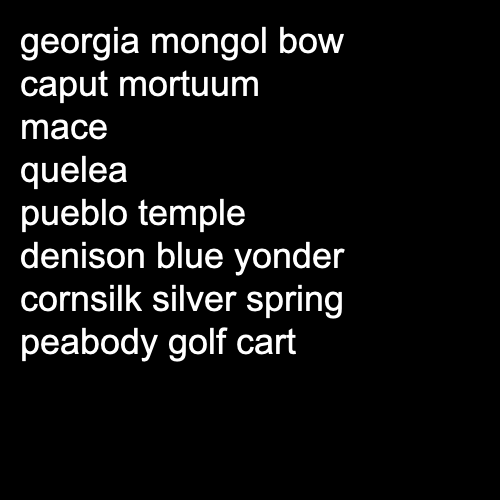 georgia mongol bow
caput mortuum
mace
quelea
pueblo temple
denison blue yonder
cornsilk silver spring
peabody golf cart